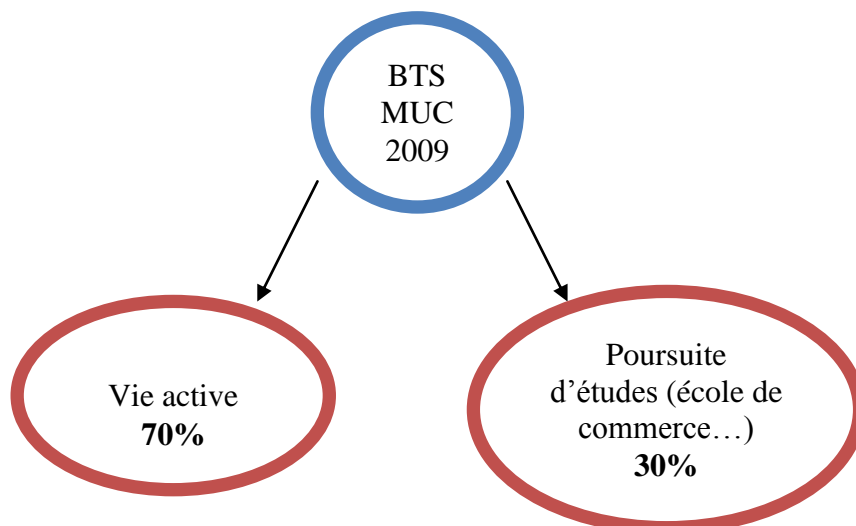 BTS
MUC
2009
Vie active
70%
Poursuite
d’études (école de
commerce…)
30%